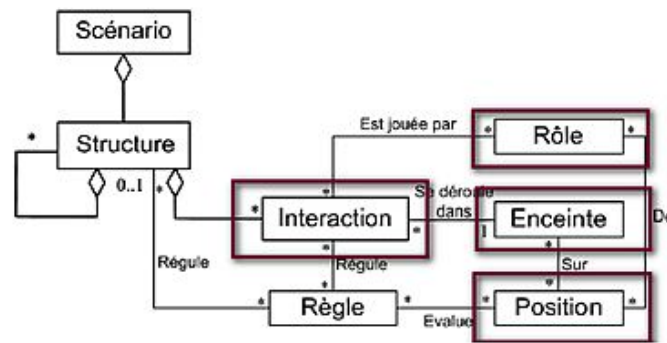 Scénario
*
Structure
0..1
*
Est jouée par
*
Rôle
*
*
Interaction
*
*
Se déroule
dans
1
Enceinte
*
De
Régule
*
Régule
Sur
*
*
Règle
*
Evalue
*
*
Position
*